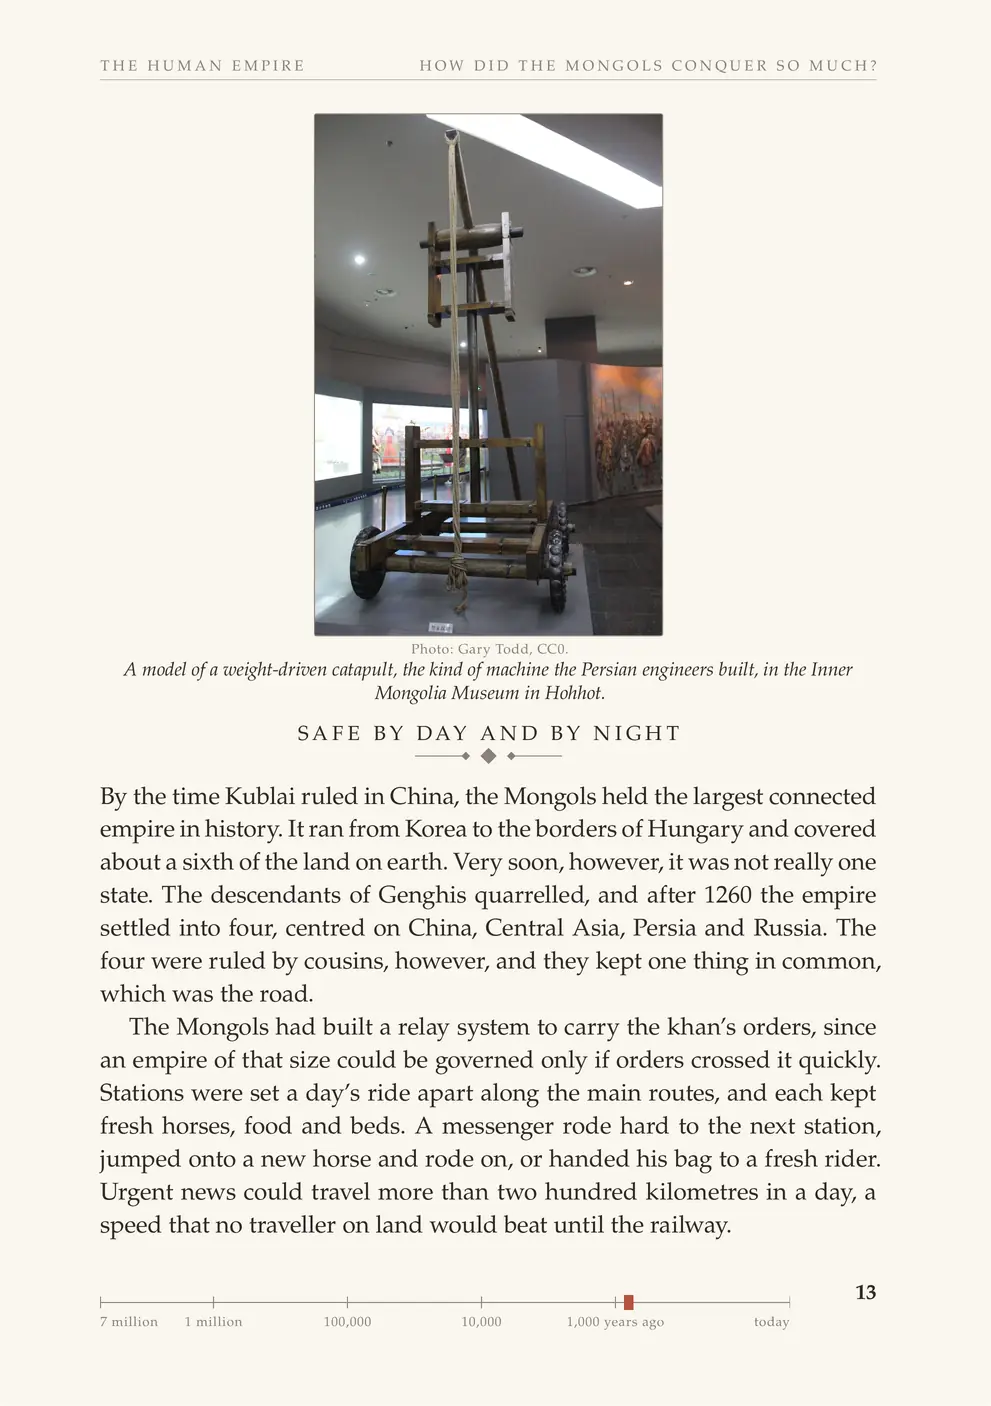 THE HUMAN EMPIRE
HOW DID THE MONGOLS CONQUER SO MUCH?
Photo: Gary Todd, CC0.
A model of a weight-driven catapult, the kind of machine the Persian engineers built, in the Inner
Mongolia Museum in Hohhot.
SAFE BY DAY AND BY NIGHT
By the time Kublai ruled in China, the Mongols held the largest connected
empire in history. It ran from Korea to the borders of Hungary and covered
about a sixth of the land on earth. Very soon, however, it was not really one
state. The descendants of Genghis quarrelled, and after 1260 the empire
settled into four, centred on China, Central Asia, Persia and Russia. The
four were ruled by cousins, however, and they kept one thing in common,
which was the road.
The Mongols had built a relay system to carry the khan’s orders, since
an empire of that size could be governed only if orders crossed it quickly.
Stations were set a day’s ride apart along the main routes, and each kept
fresh horses, food and beds. A messenger rode hard to the next station,
jumped onto a new horse and rode on, or handed his bag to a fresh rider.
Urgent news could travel more than two hundred kilometres in a day, a
speed that no traveller on land would beat until the railway.
13
7 million
1 million
100,000
10,000
1,000 years ago
today